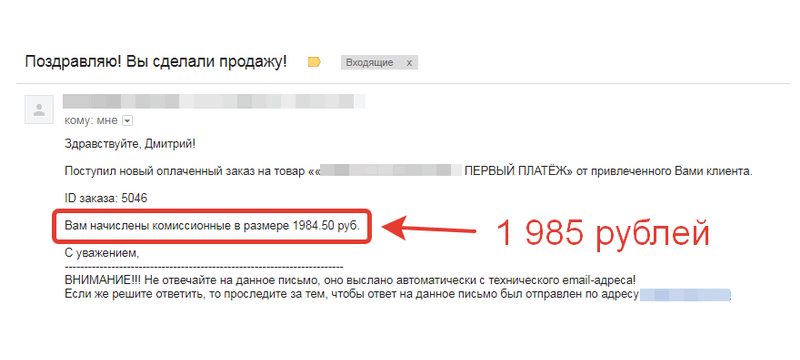 Поздравляю! Вы сделали продажу!
Входящие x
кому: мне
Здравствуйте, Дмитрий!
Поступил новый оплаченный заказ на товар «« ПЕРВЫЙ ПЛАТЁЖ» от привлеченного Вами клиента.
ID заказа: 5046
Вам начислены комиссионные в размере 1984.50 руб.
1 985 рублей
С уважением,
------------------------------------------------------------------------
ВНИМАНИЕ!!! Не отвечайте на данное письмо, оно выслано автоматически с технического email-адреса!
Если же решите ответить, то проследите за тем, чтобы ответ на данное письмо был отправлен по адресу